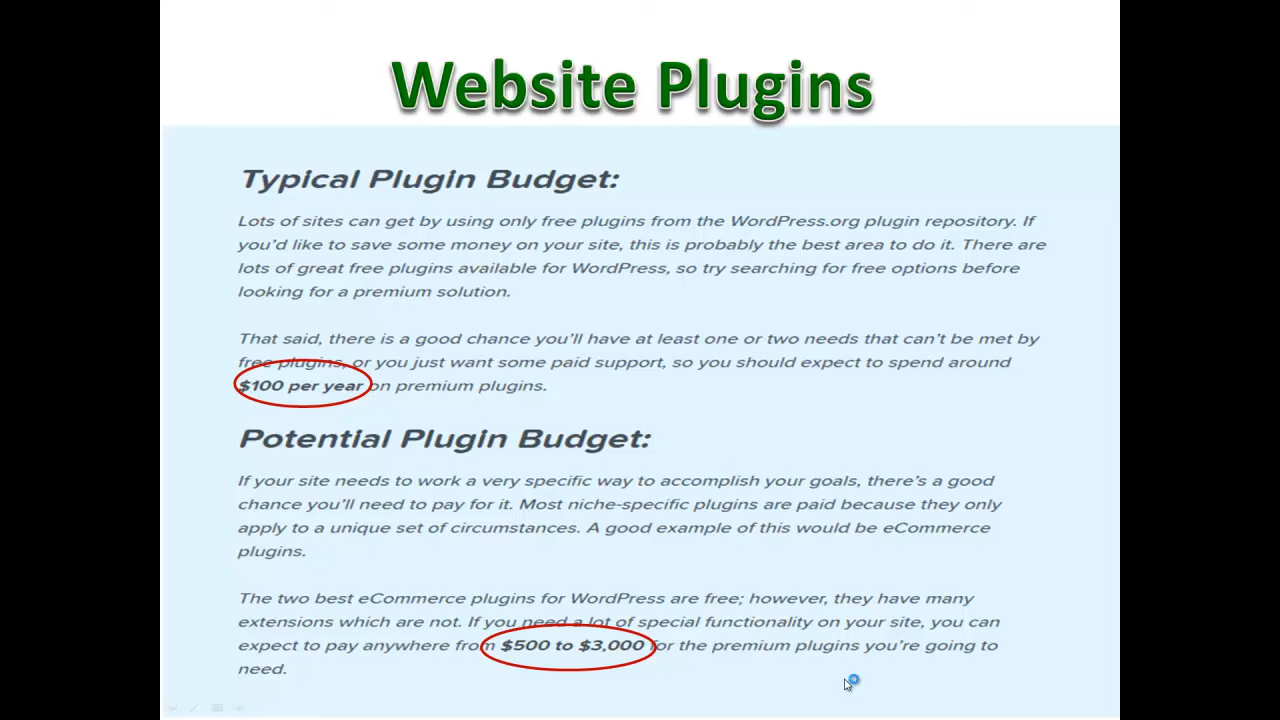 Website Plugins
Typical Plugin Budget:
Lots of sites can get by using only free plugins from the WordPress.org plugin repository. If
you'd like to save some money on your site, this is probably the best area to do it. There are
lots of great free plugins available for WordPress, so try searching for free options before
looking for a premium solution.
That said, there is a good chance you'll have at least one or two needs that can't be met by
free plugins, or you just want some paid support, so you should expect to spend around
$100 per year on premium plugins.
Potential Plugin Budget:
If your site needs to work a very specific way to accomplish your goals, there's a good
chance you'll need to pay for it. Most niche-specific plugins are paid because they only
apply to a unique set of circumstances. A good example of this would be eCommerce
plugins.
The two best eCommerce plugins for WordPress are free; however, they have many
extensions which are not. If you need a lot of special functionality on your site, you can
expect to pay anywhere from $500 to $3,000 for the premium plugins you're going to
need.